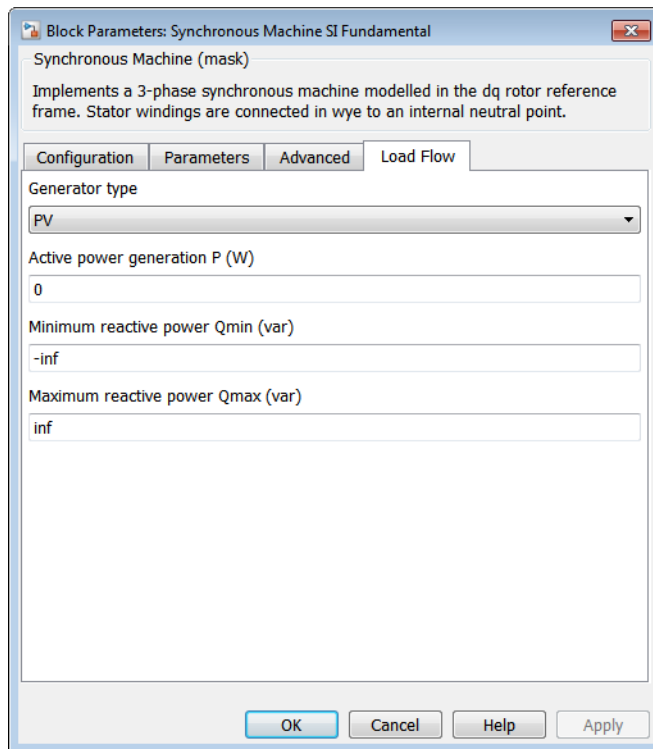 Block Parameters: Synchronous Machine SI Fundamental
Synchronous Machine (mask)
Implements a 3-phase synchronous machine modelled in the dq rotor reference
frame. Stator windings are connected in wye to an internal neutral point.
Configuration Parameters Advanced Load Flow
Generator type
PV
Active power generation P (W)
0
Minimum reactive power Qmin (var)
-inf
Maximum reactive power Qmax (var)
inf
OK Cancel Help Apply